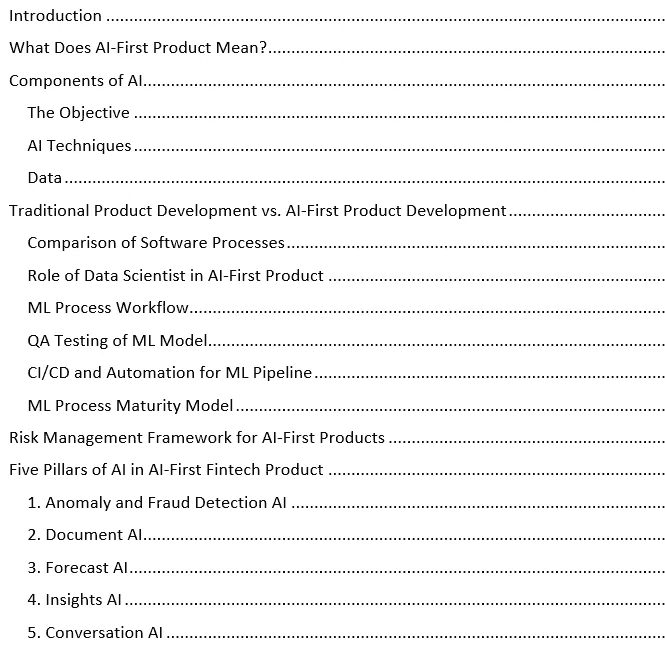 Introduction ................................................................................
What Does AI-First Product Mean?................................................................................
Components of AI................................................................................
The Objective ................................................................................
AI Techniques................................................................................
Data................................................................................
Traditional Product Development vs. AI-First Product Development................................
Comparison of Software Processes................................................................................
Role of Data Scientist in AI-First Product ................................................................................
ML Process Workflow................................................................................
QA Testing of ML Model................................................................................
CI/CD and Automation for ML Pipeline................................................................................
ML Process Maturity Model................................................................................
Risk Management Framework for AI-First Products ................................................................
Five Pillars of AI in AI-First Fintech Product ................................................................................
1. Anomaly and Fraud Detection AI ................................................................................
2. Document AI................................................................................
3. Forecast AI................................................................................
4. Insights AI................................................................................
5. Conversation AI................................................................................